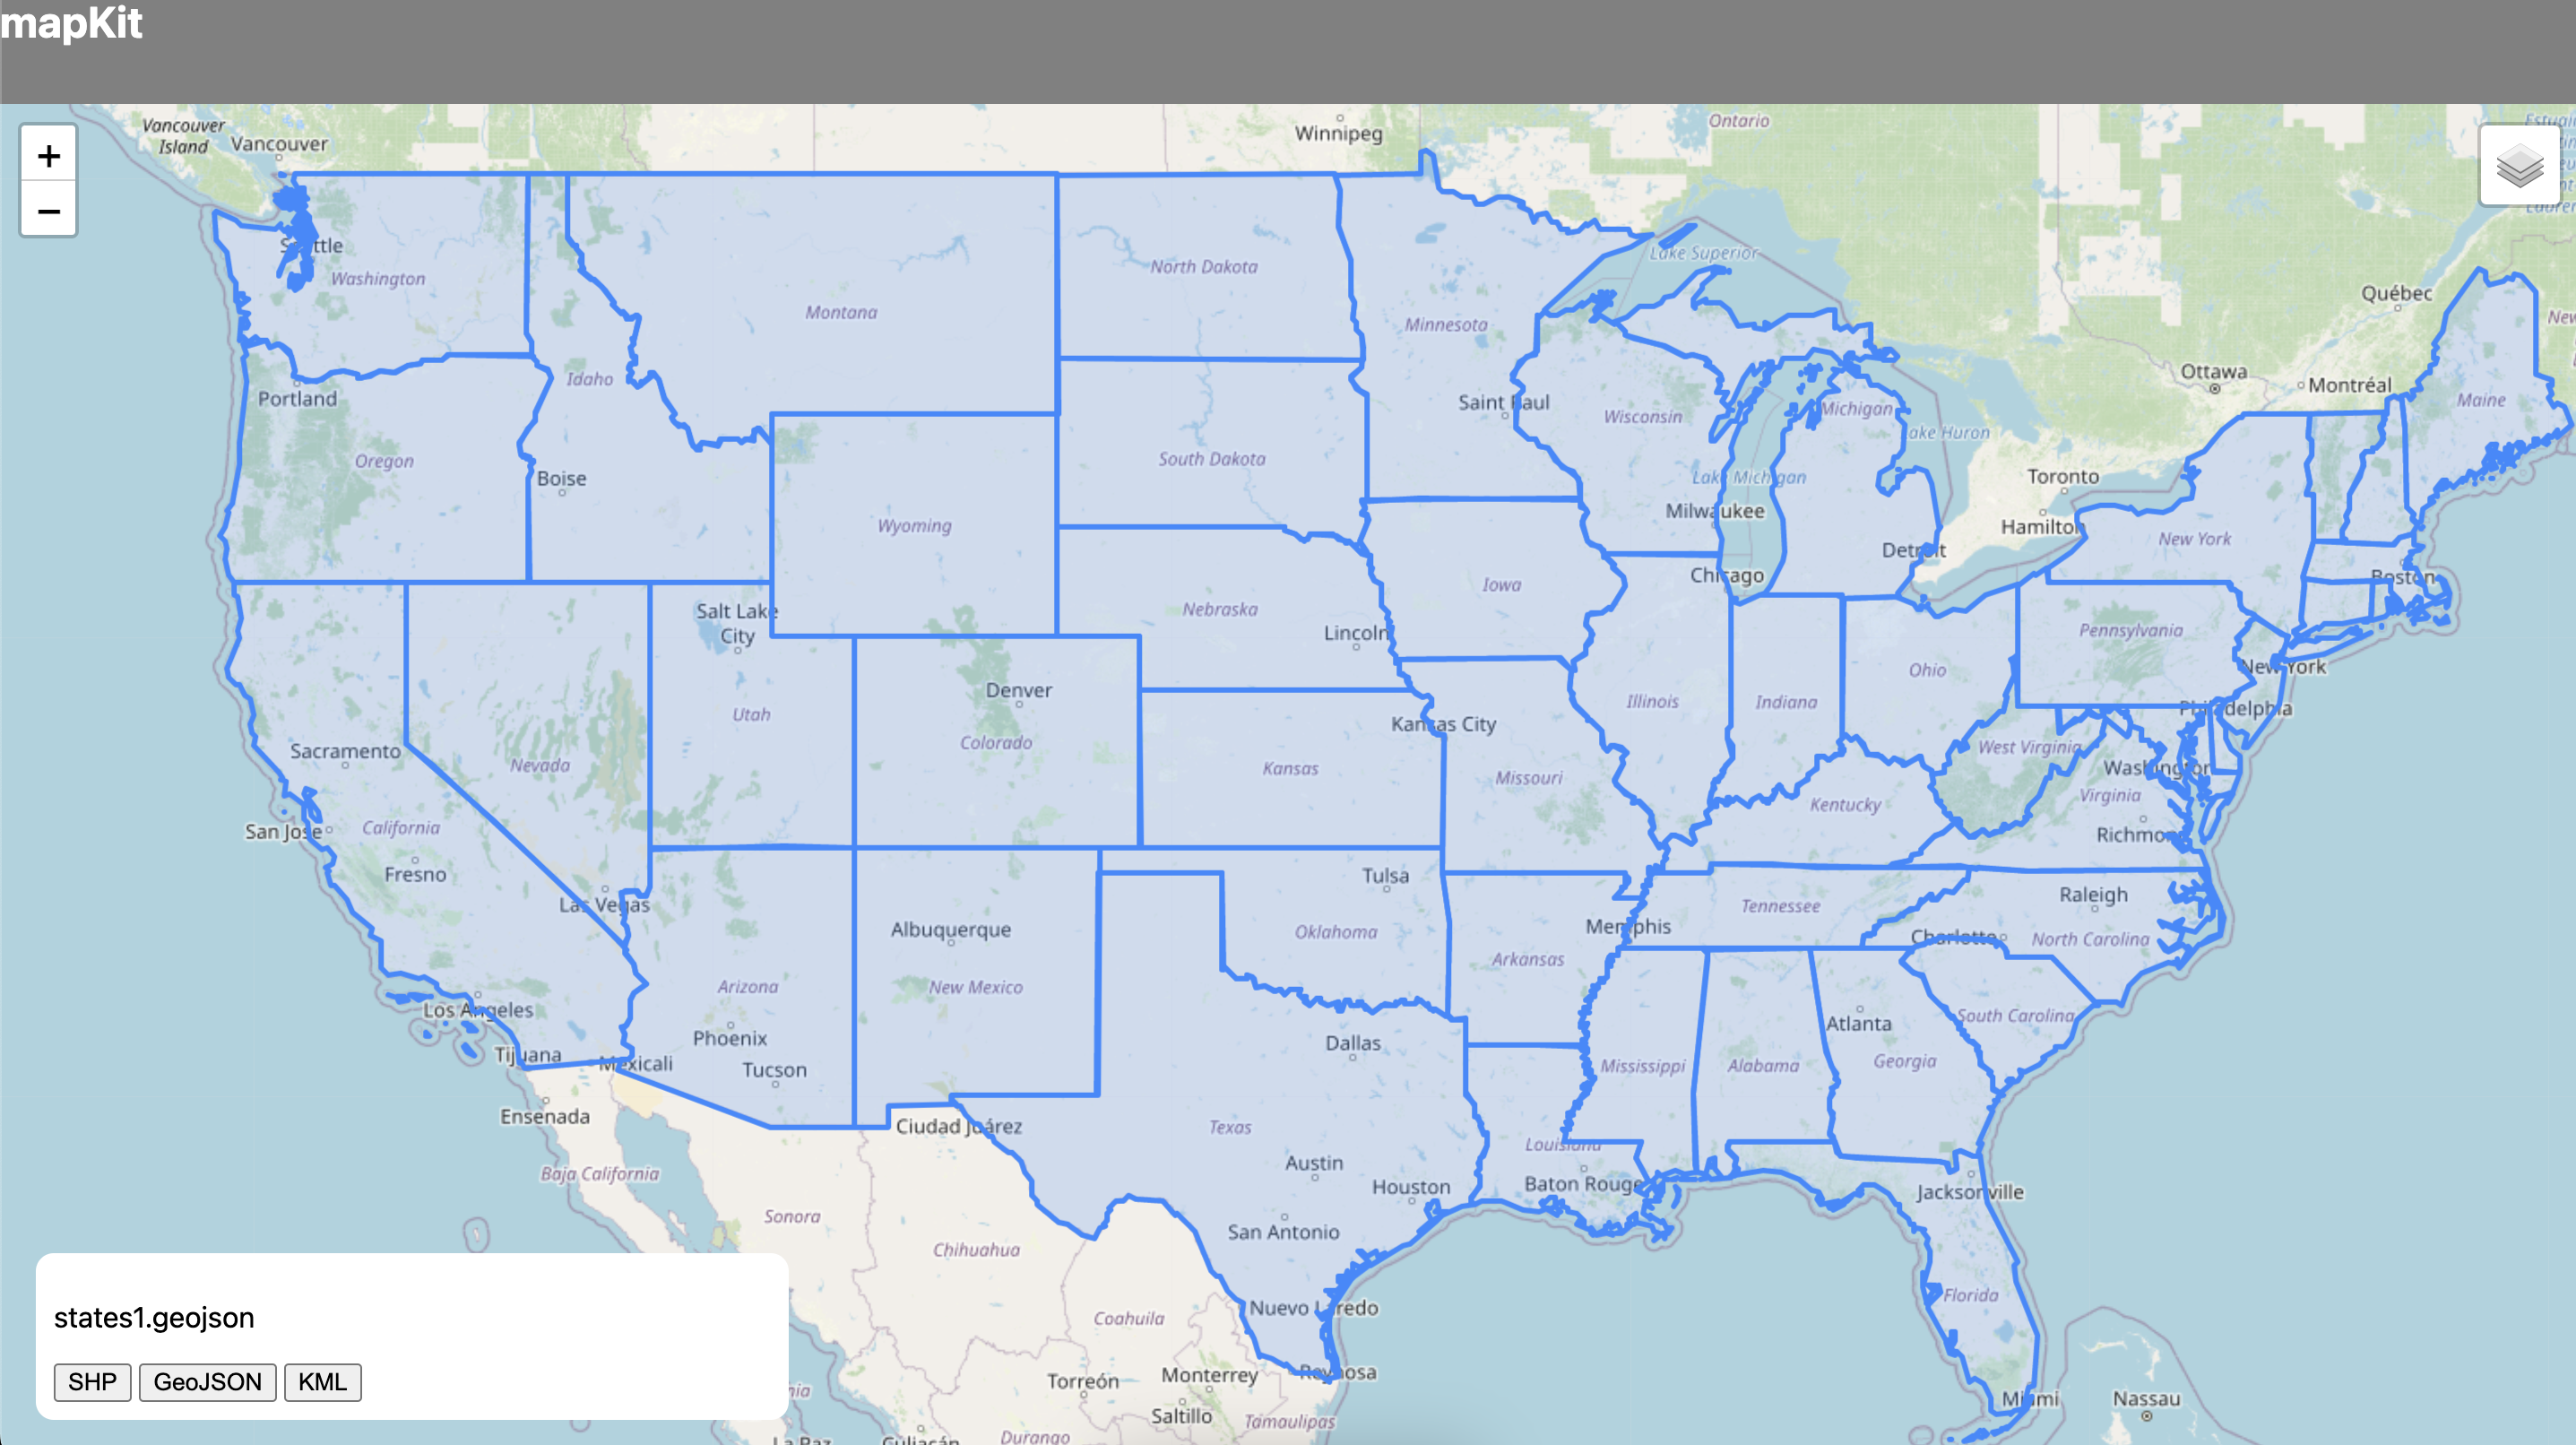 mapKit
Vancouver
Island
Vancouver
Winnipeg
Ontario
+
−
Seattle
Washington
Montana
North Dakota
Minnesota
Lake Superior
Québec
Portland
Idaho
Saint Paul
Wisconsin
Michigan
Lake Huron
Ottawa
Montréal
Maine
Oregon
Boise
South Dakota
Lake Michigan
Toronto
Wyoming
Milwaukee
Hamilton
New York
Detroit
Chicago
Boston
Salt Lake
City
Nebraska
Iowa
Lincoln
Pennsylvania
New York
Denver
Utah
Colorado
Ohio
Illinois
Indiana
Philadelphia
Kansas City
Sacramento
Nevada
Kansas
Missouri
West Virginia
Washington
Virginia
San Jose
California
Kentucky
Richmond
Fresno
Las Vegas
Tulsa
Tennessee
Raleigh
Albuquerque
Oklahoma
Memphis
Charlotte
North Carolina
Arkansas
Arizona
New Mexico
Los Angeles
Phoenix
Dallas
Atlanta
South Carolina
Tijuana
Mexicali
Tucson
Mississippi
Alabama
Georgia
Ensenada
Ciudad Juárez
Texas
Louisiana
Baja California
Austin
Houston
Baton Rouge
Jacksonville
Sonora
San Antonio
Chihuahua
Nuevo Laredo
Florida
states1.geojson
Coahuila
SHP GeoJSON KML
Torreón
Monterrey
Reynosa
Miami
Nassau
Saltillo
Tamaulipas
La Paz
Culiacán
Durango